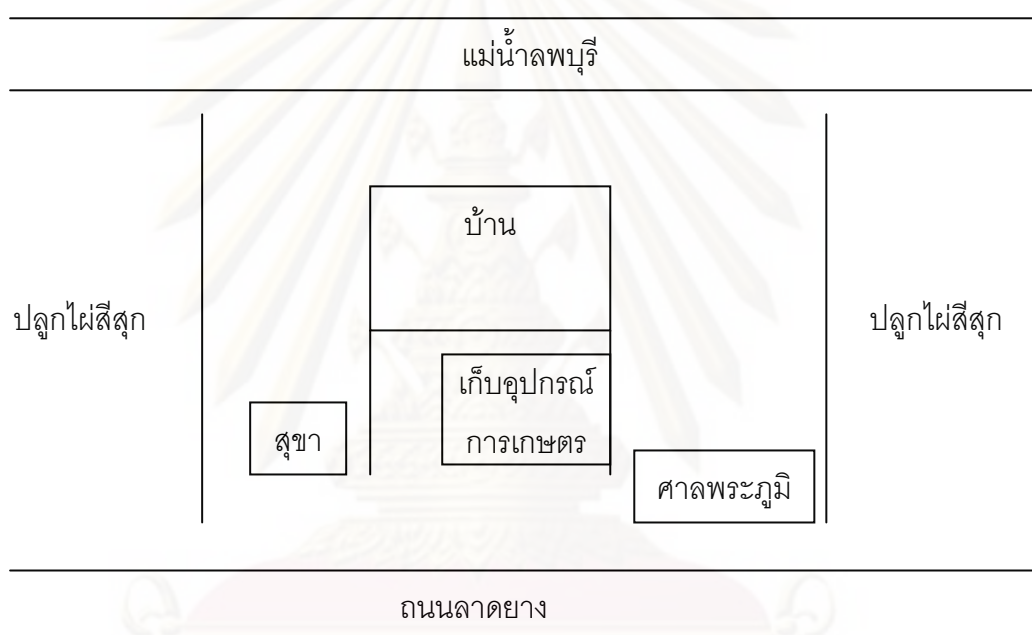 แม่น้ำลพบุรี
บ้าน
ปลูกไผ่สีสุก
ปลูกไผ่สีสุก
เก็บอุปกรณ์
การเกษตร
สุขา
ศาลพระภูมิ
ถนนลาดยาง